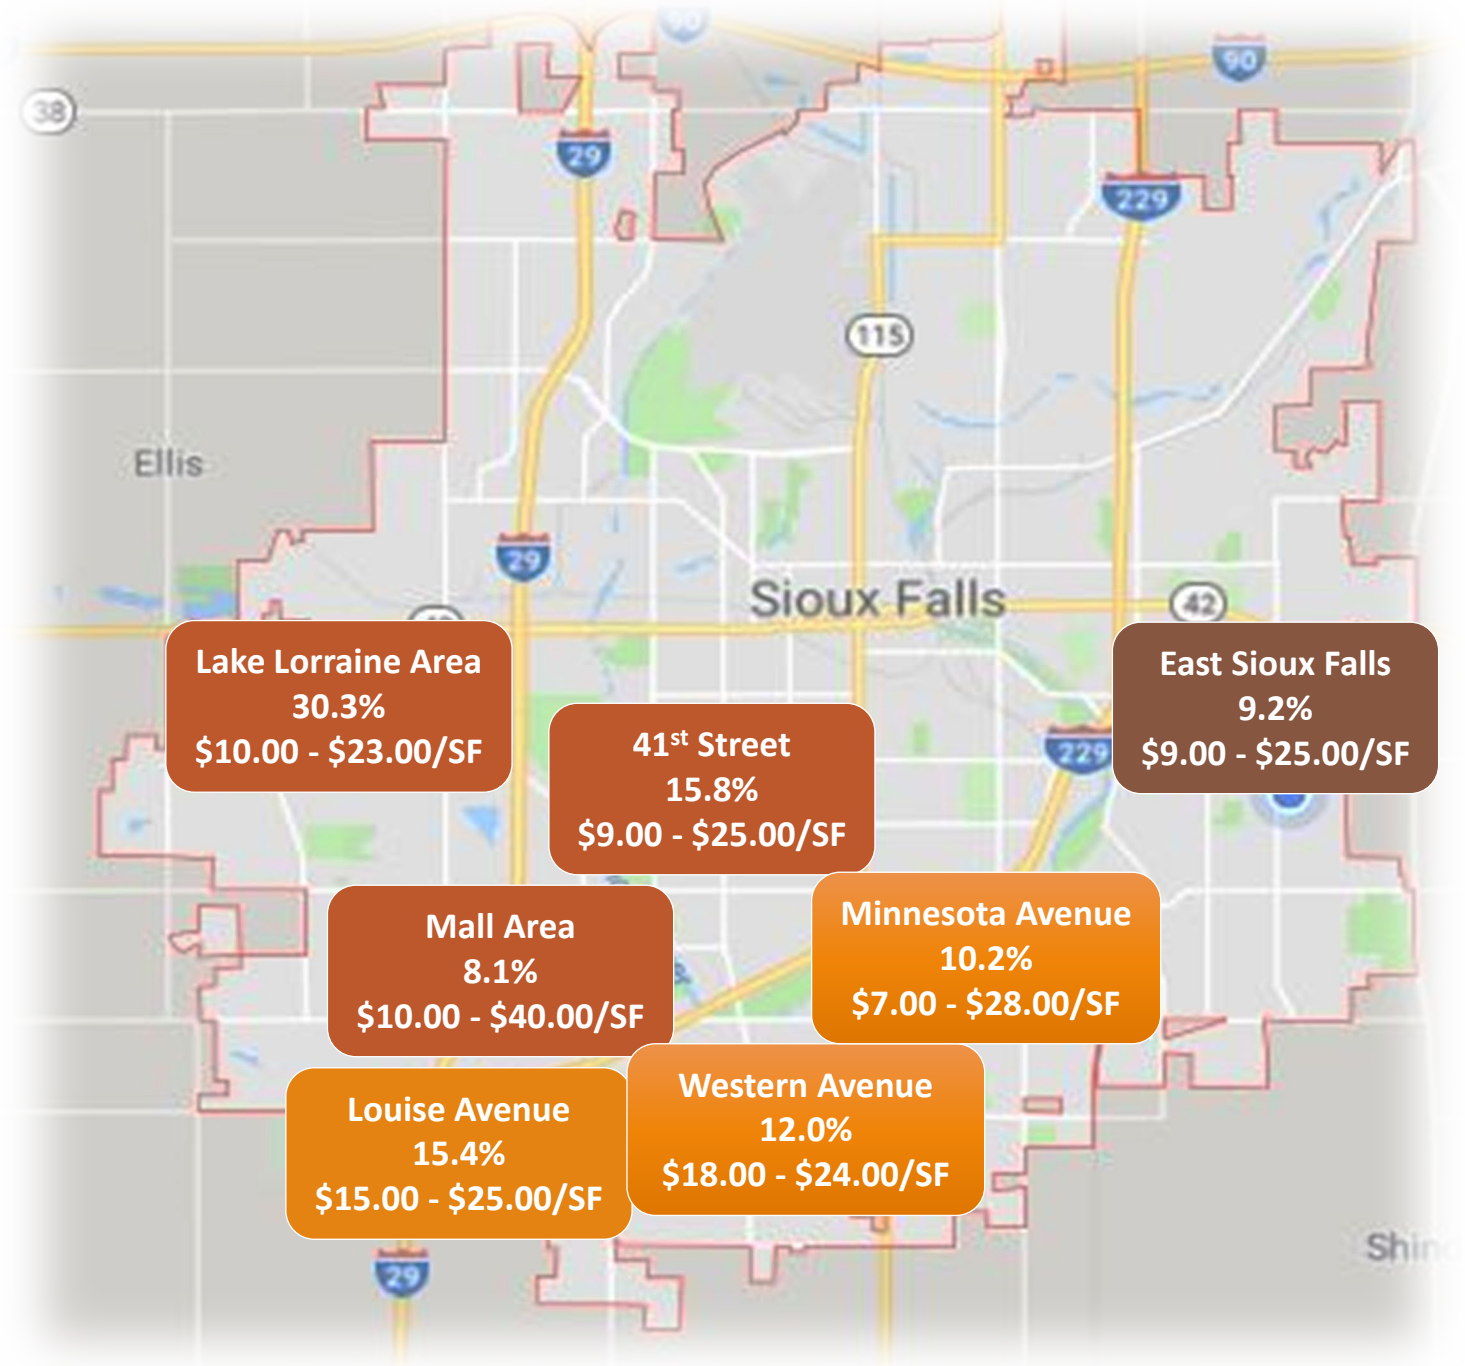 90
90
38
29
229
115
Ellis
29
Sioux Falls
42
Lake Lorraine Area
30.3%
$10.00 - $23.00/SF
East Sioux Falls
9.2%
$9.00 - $25.00/SF
41st Street
15.8%
$9.00 - $25.00/SF
229
Mall Area
8.1%
$10.00 - $40.00/SF
Minnesota Avenue
10.2%
$7.00 - $28.00/SF
Louise Avenue
15.4%
$15.00 - $25.00/SF
Western Avenue
12.0%
$18.00 - $24.00/SF
Shin
29